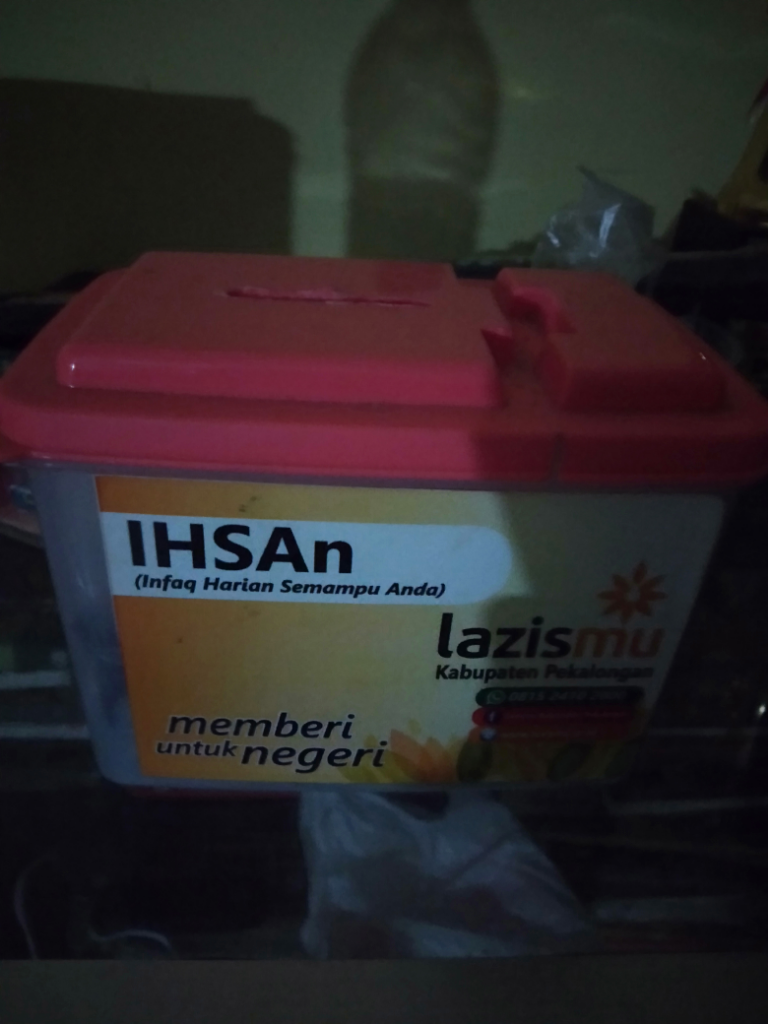 IHSAn
(Infaq Harian Semampu Anda)
lazismu
Kabupaten Pekalongan
memberi
untuk negeri